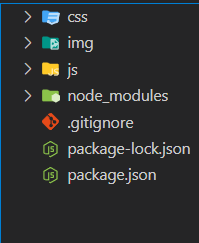 css
img
js
node_modules
.gitignore
package-lock.json
package.json